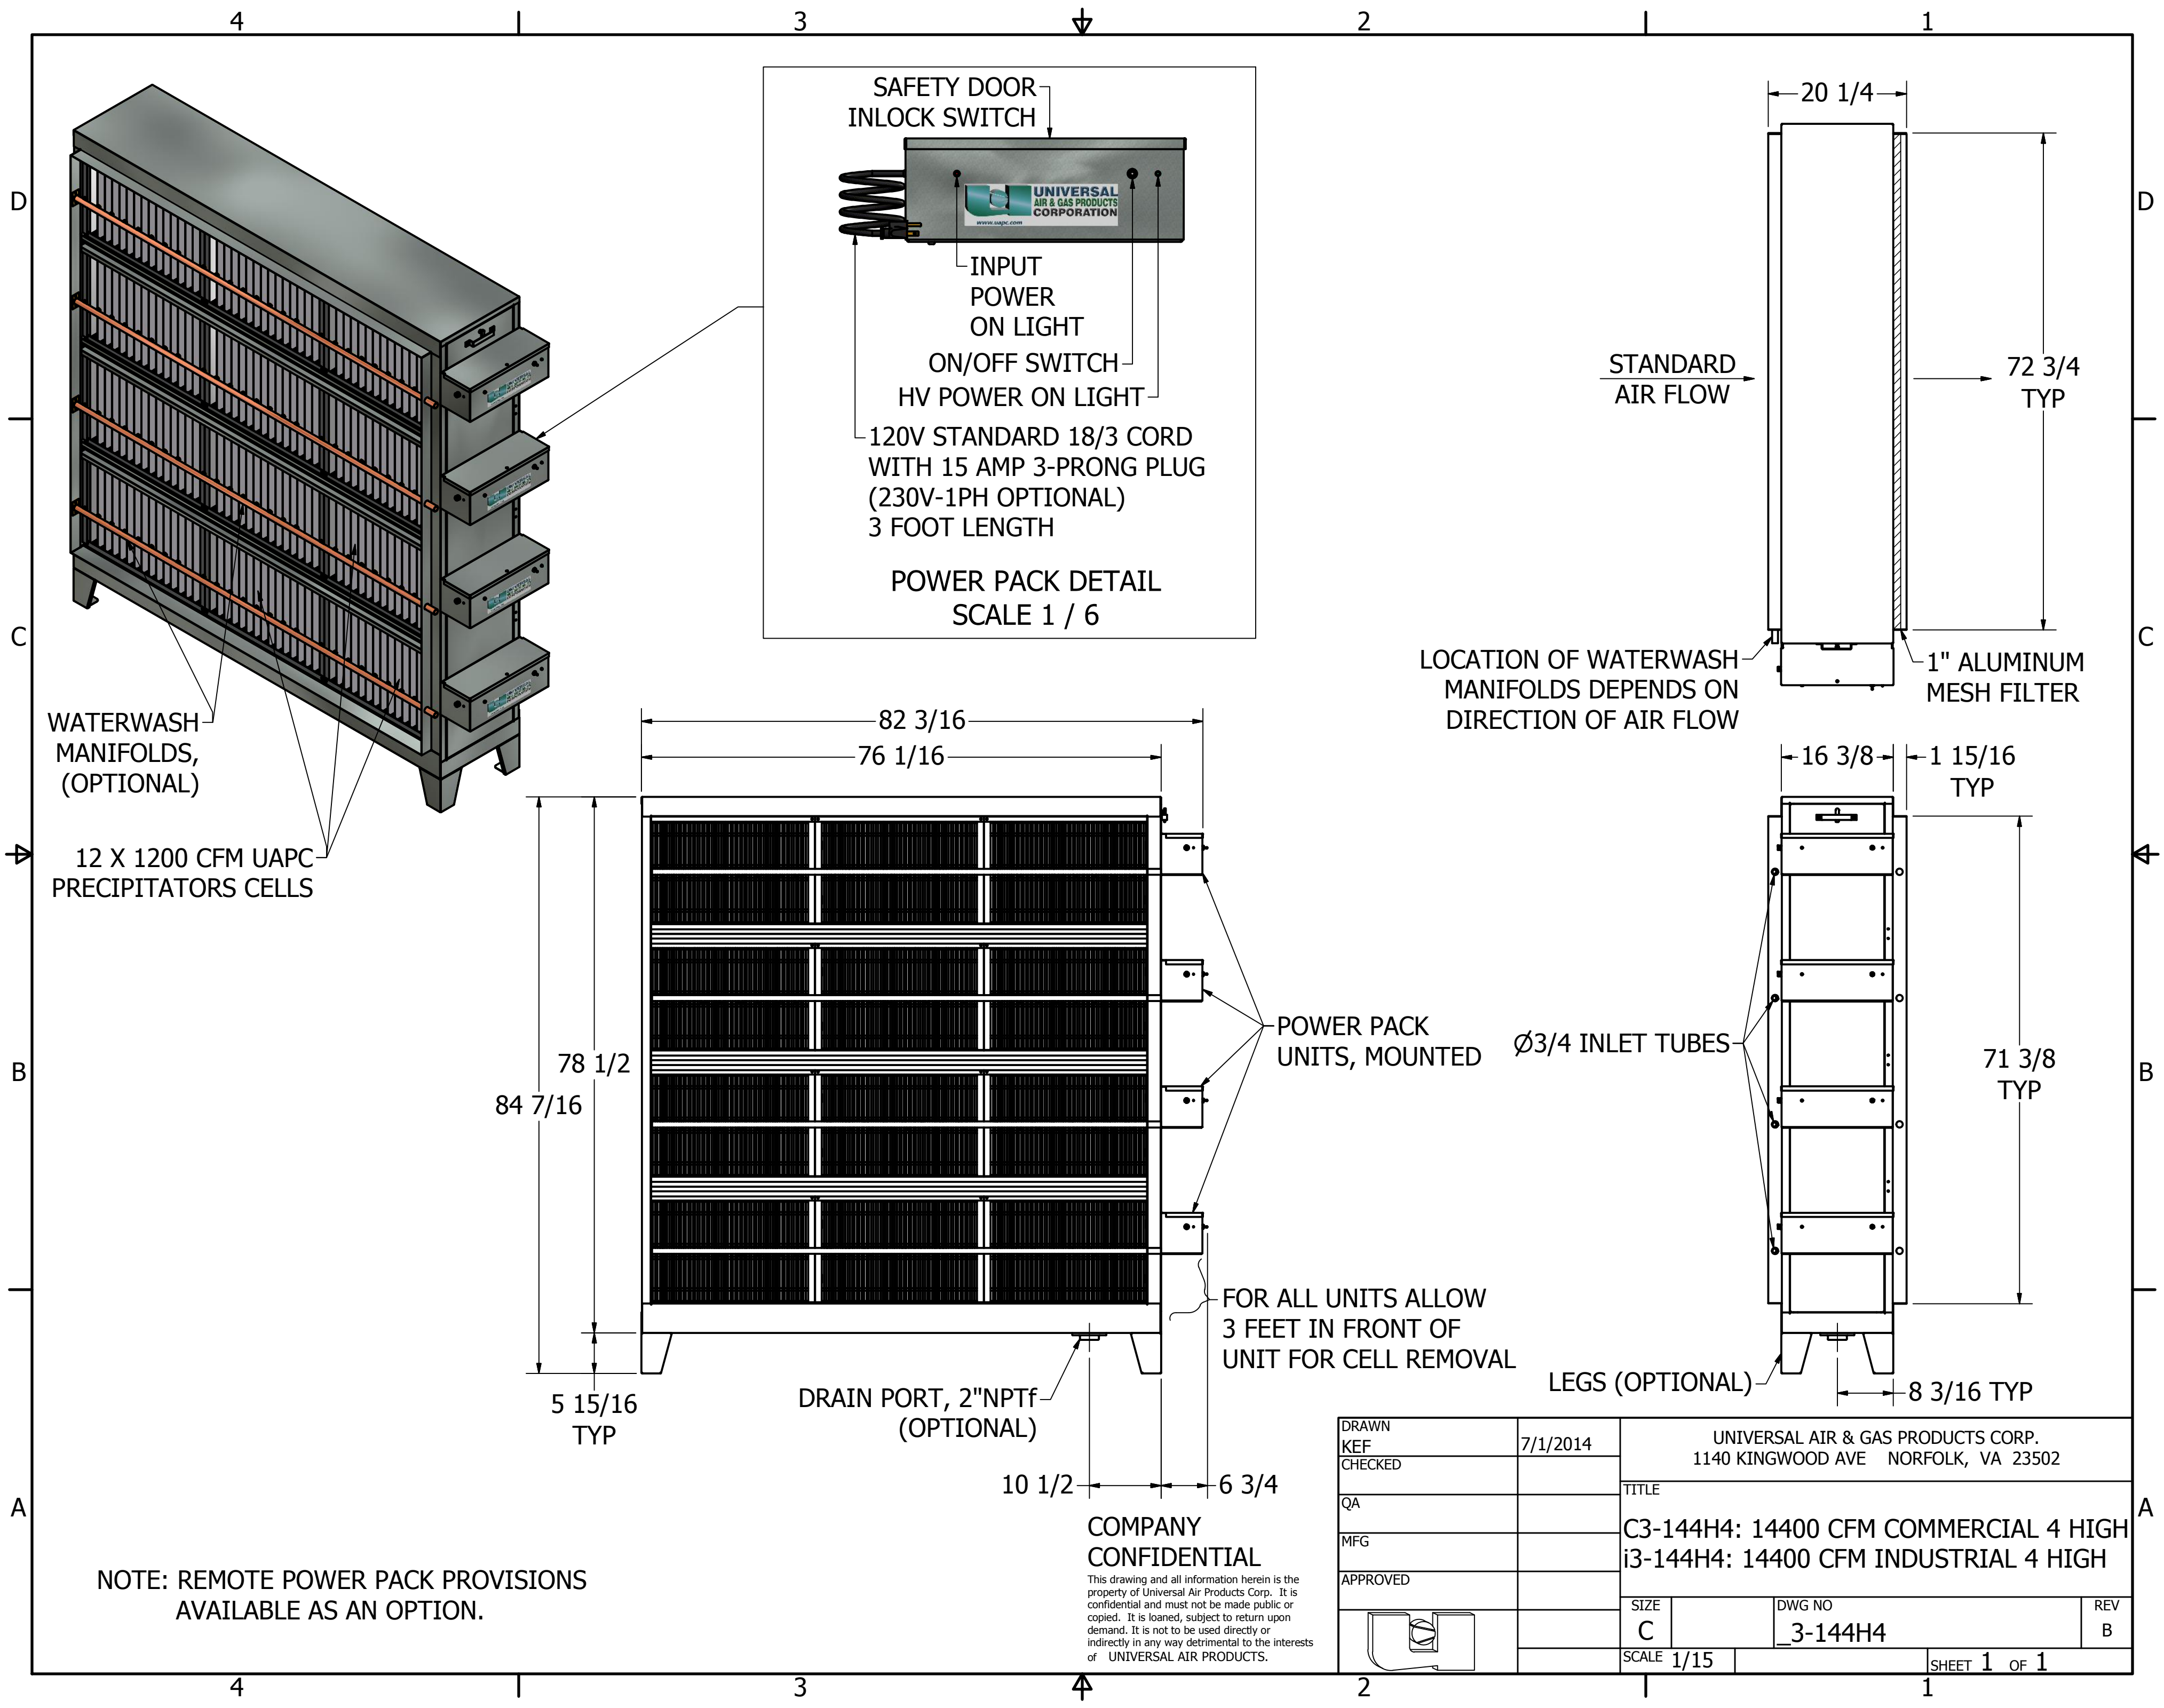 4
3
2
1
D
D
C
C
B
B
A
A
4
3
2
1
SAFETY DOOR
INLOCK SWITCH
UNIVERSAL
AIR & GAS PRODUCTS
CORPORATION
www.uapc.com
INPUT
POWER
ON LIGHT
ON/OFF SWITCH
HV POWER ON LIGHT
120V STANDARD 18/3 CORD
WITH 15 AMP 3-PRONG PLUG
(230V-1PH OPTIONAL)
3 FOOT LENGTH
POWER PACK DETAIL
SCALE 1 / 6
20 1/4
STANDARD
AIR FLOW
72 3/4
TYP
LOCATION OF WATERWASH
MANIFOLDS DEPENDS ON
DIRECTION OF AIR FLOW
1" ALUMINUM
MESH FILTER
WATERWASH
MANIFOLDS,
(OPTIONAL)
12 X 1200 CFM UAPC
PRECIPITATORS CELLS
82 3/16
76 1/16
78 1/2
84 7/16
5 15/16
TYP
POWER PACK
UNITS, MOUNTED
FOR ALL UNITS ALLOW
3 FEET IN FRONT OF
UNIT FOR CELL REMOVAL
DRAIN PORT, 2"NPTf
(OPTIONAL)
10 1/2
6 3/4
16 3/8
1 15/16
TYP
Ø3/4 INLET TUBES
71 3/8
TYP
LEGS (OPTIONAL)
8 3/16 TYP
NOTE: REMOTE POWER PACK PROVISIONS
AVAILABLE AS AN OPTION.
COMPANY
CONFIDENTIAL
This drawing and all information herein is the
property of Universal Air Products Corp. It is
confidential and must not be made public or
copied. It is loaned, subject to return upon
demand. It is not to be used directly or
indirectly in any way detrimental to the interests
of UNIVERSAL AIR PRODUCTS.
DRAWN
KEF
7/1/2014
CHECKED
QA
MFG
APPROVED
UNIVERSAL AIR & GAS PRODUCTS CORP.
1140 KINGWOOD AVE NORFOLK, VA 23502
TITLE
C3-144H4: 14400 CFM COMMERCIAL 4 HIGH
i3-144H4: 14400 CFM INDUSTRIAL 4 HIGH
SIZE
C
DWG NO
_3-144H4
REV
B
SCALE 1/15
SHEET 1 OF 1